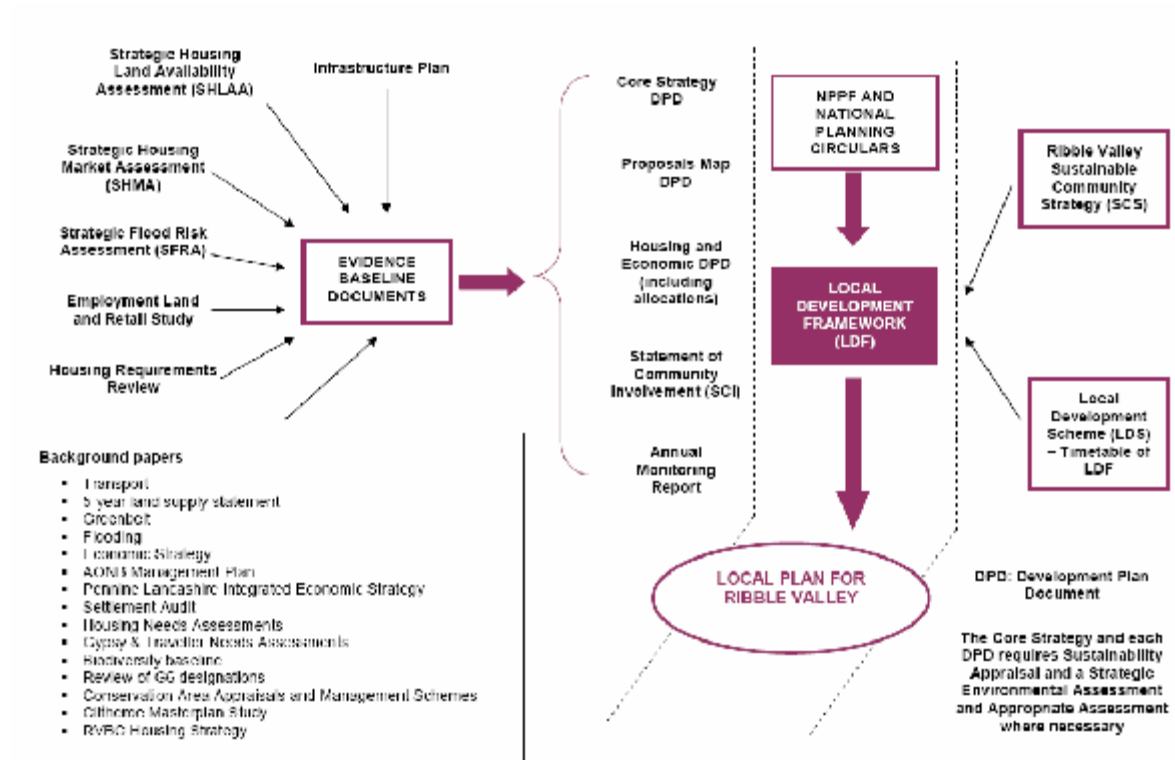 Strategic Housing
Land Availability
Assessment (SHLAA)
Infrastructure Plan
Strategic Housing
Market Assessment
(SHMA)
Strategic Flood Risk
Assessment (SFRA)
Employment Land
and Retail Study
Housing Requirements
Review
EVIDENCE
BASELINE
DOCUMENTS
Background papers
Transport
5 year land supply statement
Greenbelt
Flooding
Economic Strategy
AONB Management Plan
Pennine Lancashire Integrated Economic Strategy
Settlement Audit
Housing Needs Assessments
Gypsy & Traveller Needs Assessments
Biodiversity baseline
Review of G6 designations
Conservation Area Appraisals and Management Schemes
Clitheroe Masterplan Study
RVBC Housing Strategy
Core Strategy
DPD
Proposals Map
DPD
Housing and
Economic DPD
(including
allocations)
Statement of
Community
Involvement (SCI)
Annual
Monitoring
Report
NPPF AND
NATIONAL
PLANNING
CIRCULARS
LOCAL
DEVELOPMENT
FRAMEWORK
(LDF)
LOCAL PLAN FOR
RIBBLE VALLEY
Ribble Valley
Sustainable
Community
Strategy (SCS)
Local
Development
Scheme (LDS)
– Timetable of
LDF
DPD: Development Plan
Document
The Core Strategy and each
DPD requires Sustainability
Appraisal and a Strategic
Environmental Assessment
and Appropriate Assessment
where necessary